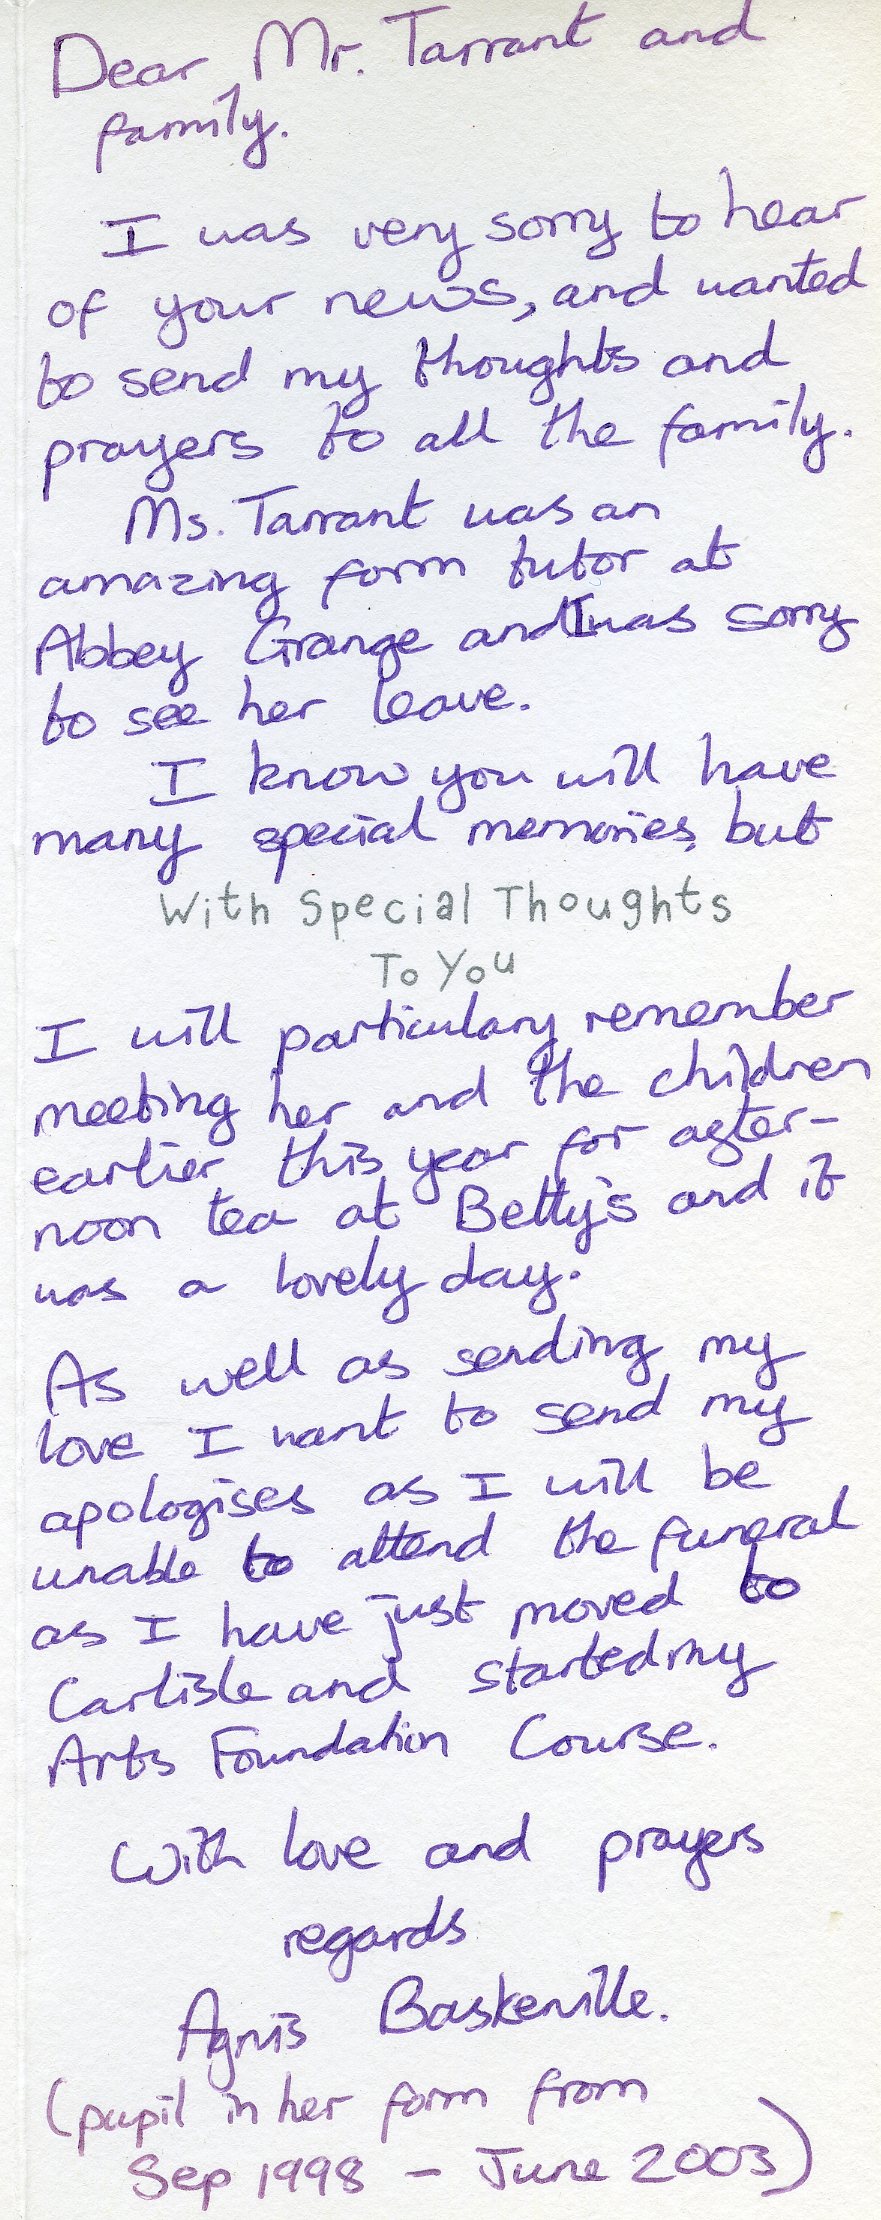 Dear Mr. Tarrant and
family.
I was very sorry to hear
of your news, and wanted
to send my thoughts and
prayers to all the family.
Ms. Tarrant was an
amazing form tutor at
Abbey Grange and I was sorry
to see her leave.
I know you will have
many special memories, but
With Special Thoughts
To You
I will particulary remember
meeting her and the children
earlier this year for after-
noon tea at Betty's and it
was a lovely day.
As well as sending my
love I want to send my
apologises as I will be
unable to attend the funeral
as I have just moved to
Carlisle and started my
Arts Foundation Course.
With love and prayers
regards
Agnis Baskerville.
(pupil in her form from
Sep 1998 - June 2003)